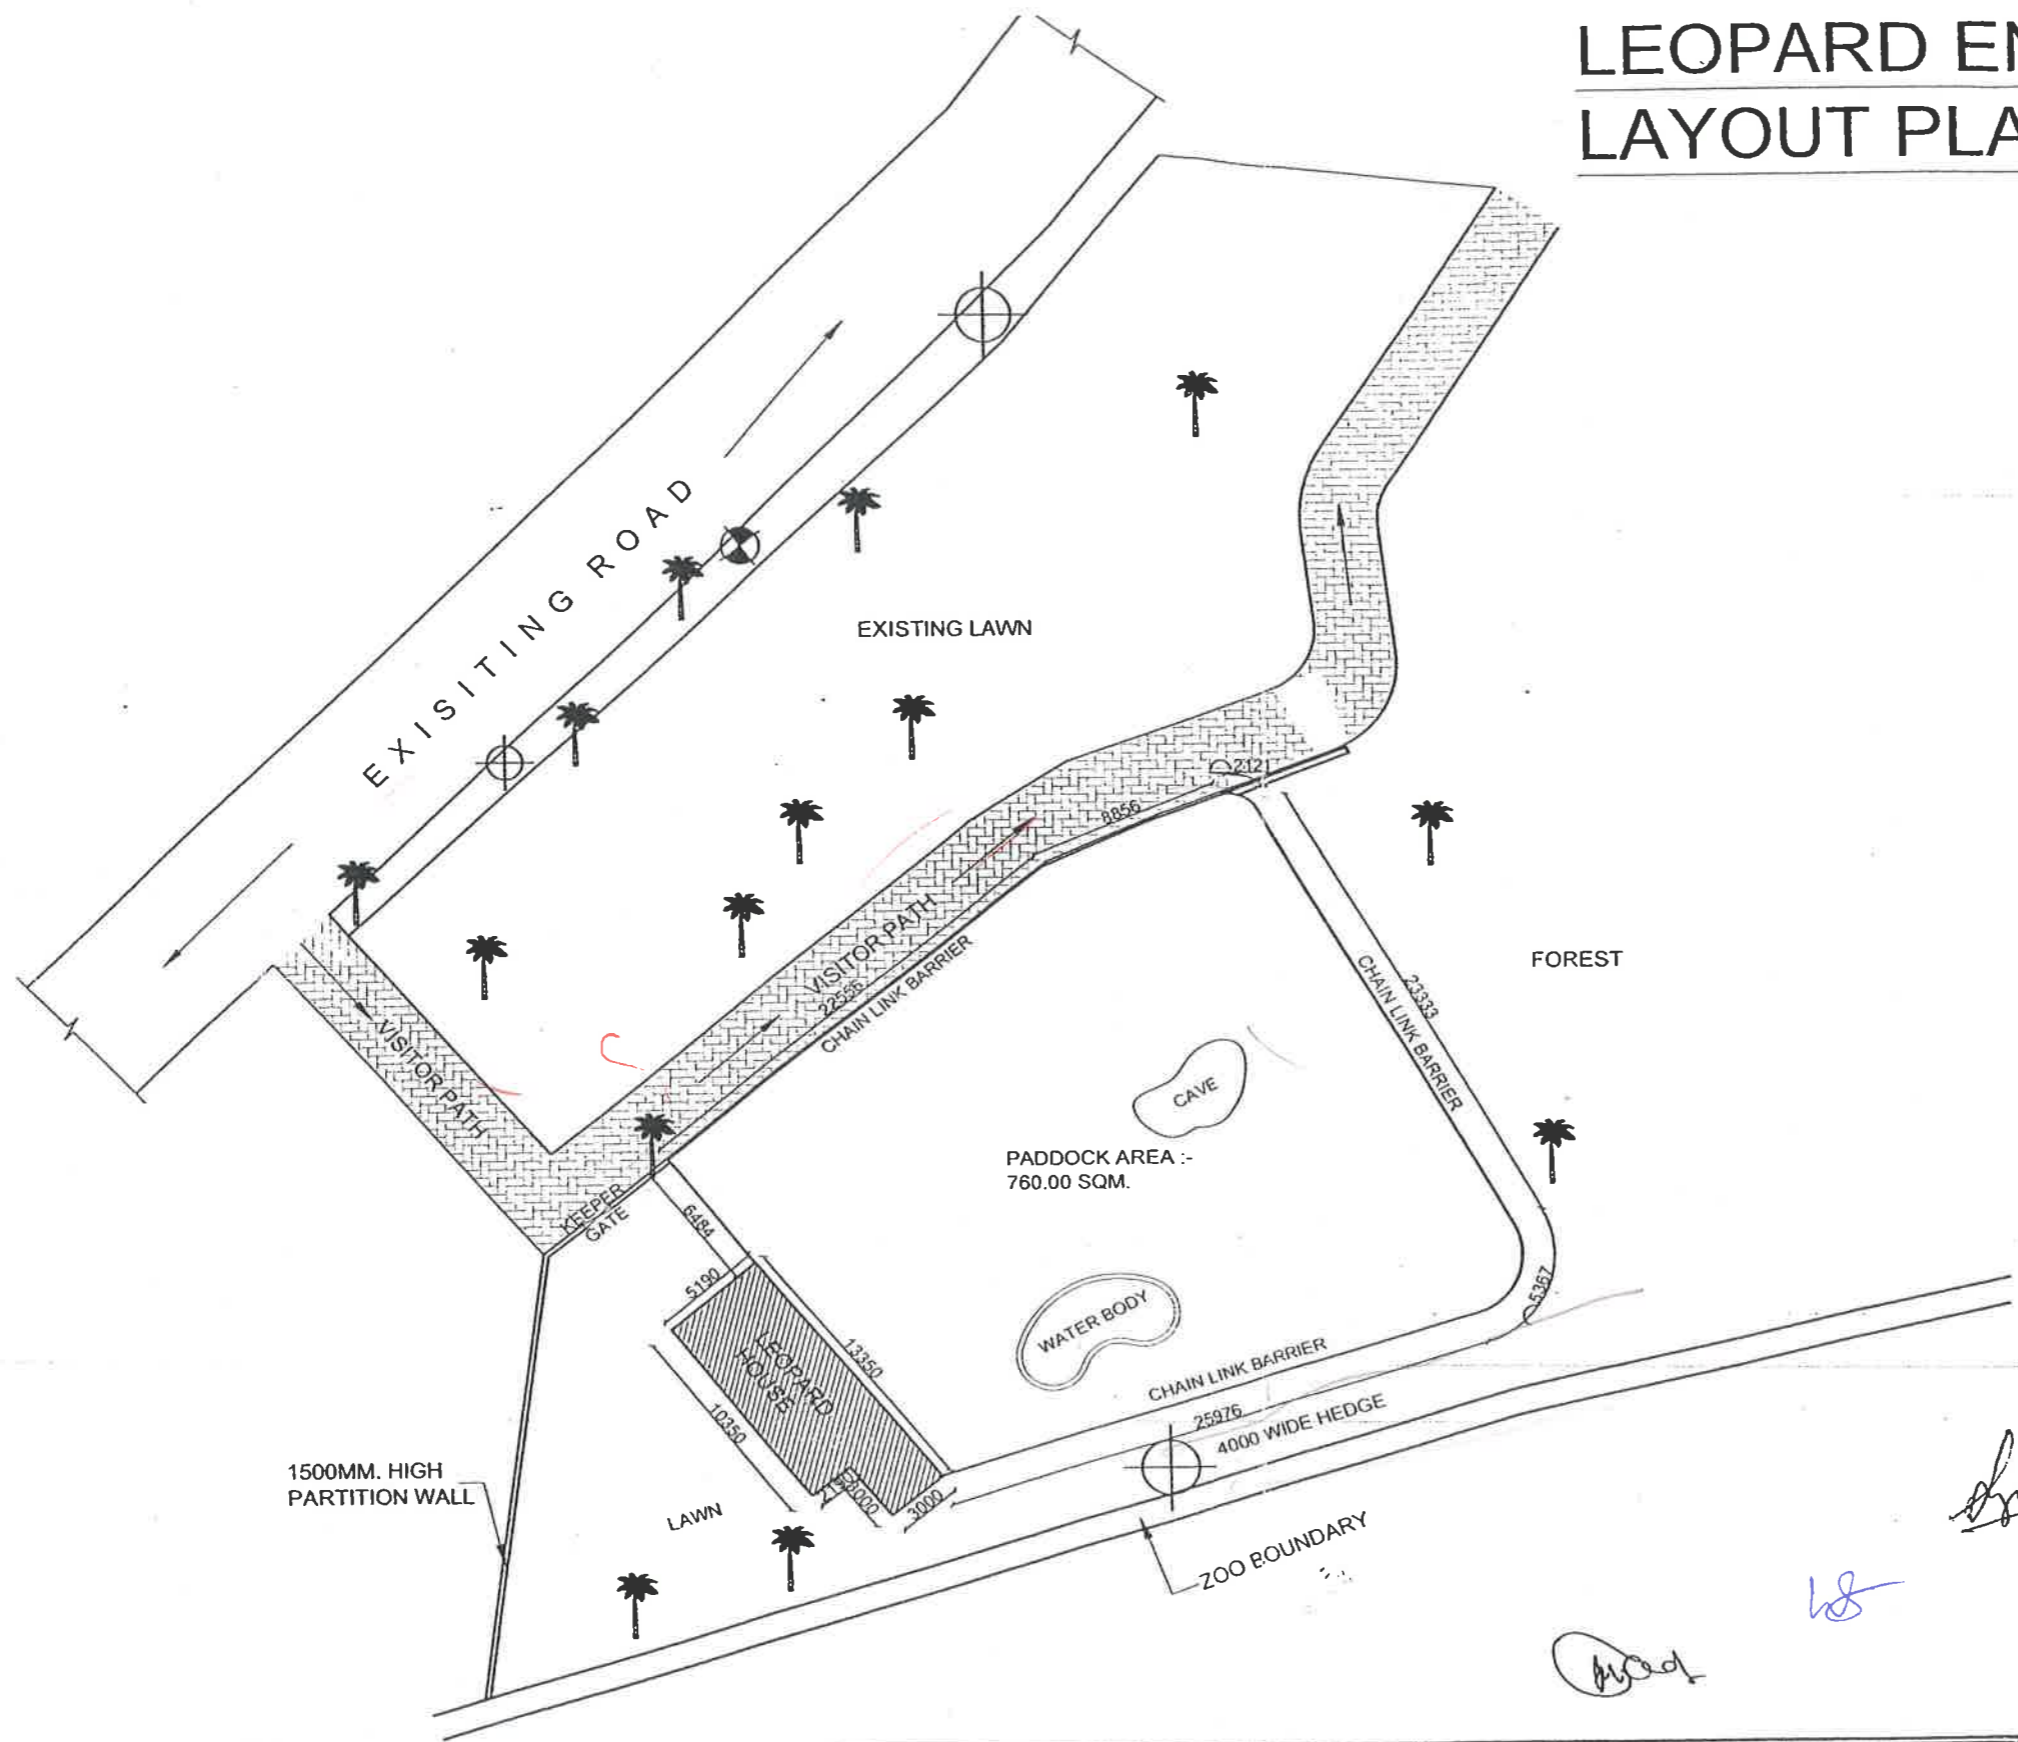 LEOPARD EN
LAYOUT PLA
EXISITING ROAD
EXISTING LAWN
2121
8856
VISITOR PATH
22556
CHAIN LINK BARRIER
FOREST
23333
CHAIN LINK BARRIER
VISITOR PATH
CAVE
PADDOCK AREA :-
760.00 SQM.
KEEPER
GATE
6484
5190
WATER BODY
5367
LEOPARD
HOUSE
13350
10350
CHAIN LINK BARRIER
25976
4000 WIDE HEDGE
1500MM. HIGH
PARTITION WALL
3000
3000
LAWN
ZOO BOUNDARY